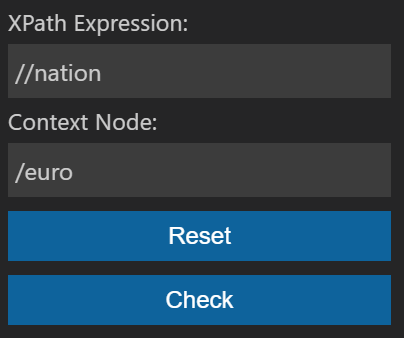 XPath Expression:
//nation
Context Node:
/euro
Reset
Check